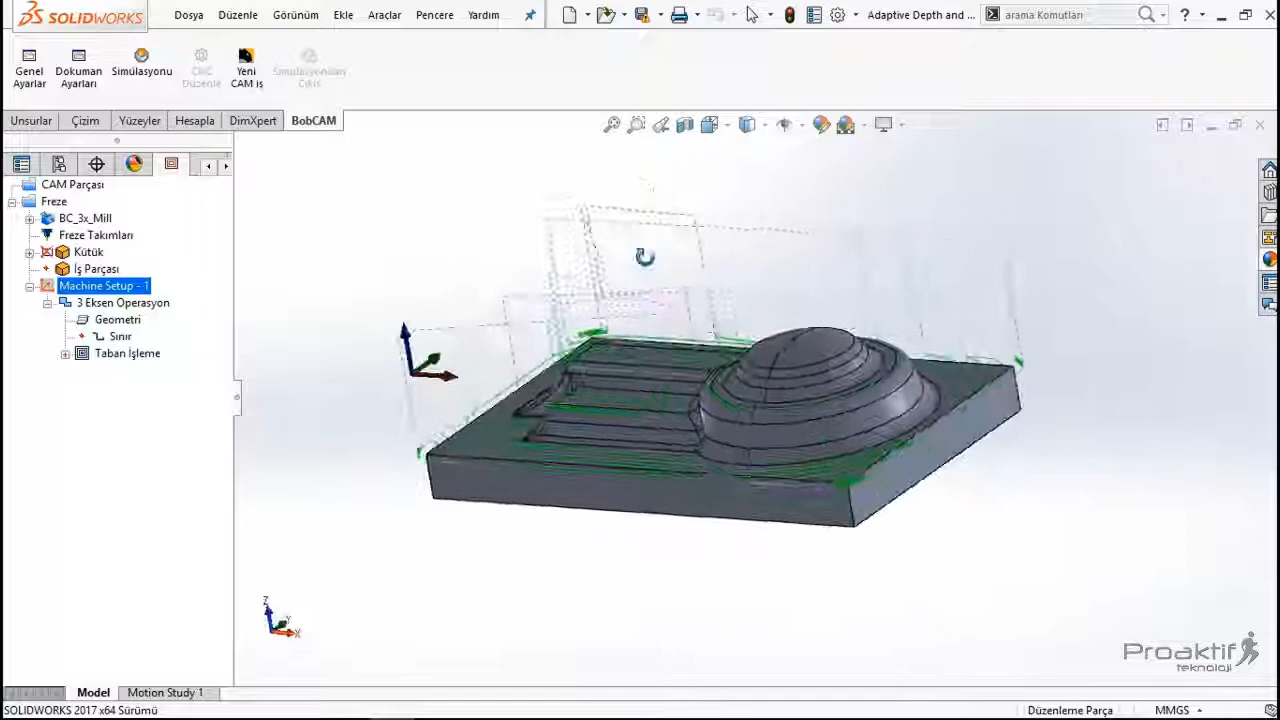 SOLIDWORKS Dosya Düzenle Görünüm Ekle Araçlar Pencere Yardım Adaptive Depth and ... arama Komutları ?
Genel Ayarlar
Dokuman Ayarları
Simülasyonu
CNC Düzenle
Yeni CAM iş
Simülasyondan Çıkış
Unsurlar Çizim Yüzeyler Hesapla DimXpert BobCAM
CAM Parçası
Freze
BC_3x_Mill
Freze Takımları
Kütük
İş Parçası
Machine Setup - 1
3 Eksen Operasyon
Geometri
Sınır
Taban İşleme
Z
Y
X
Proaktif
teknoloji
Model Motion Study 1
SOLIDWORKS 2017 x64 Sürümü Düzenleme Parça MMGS